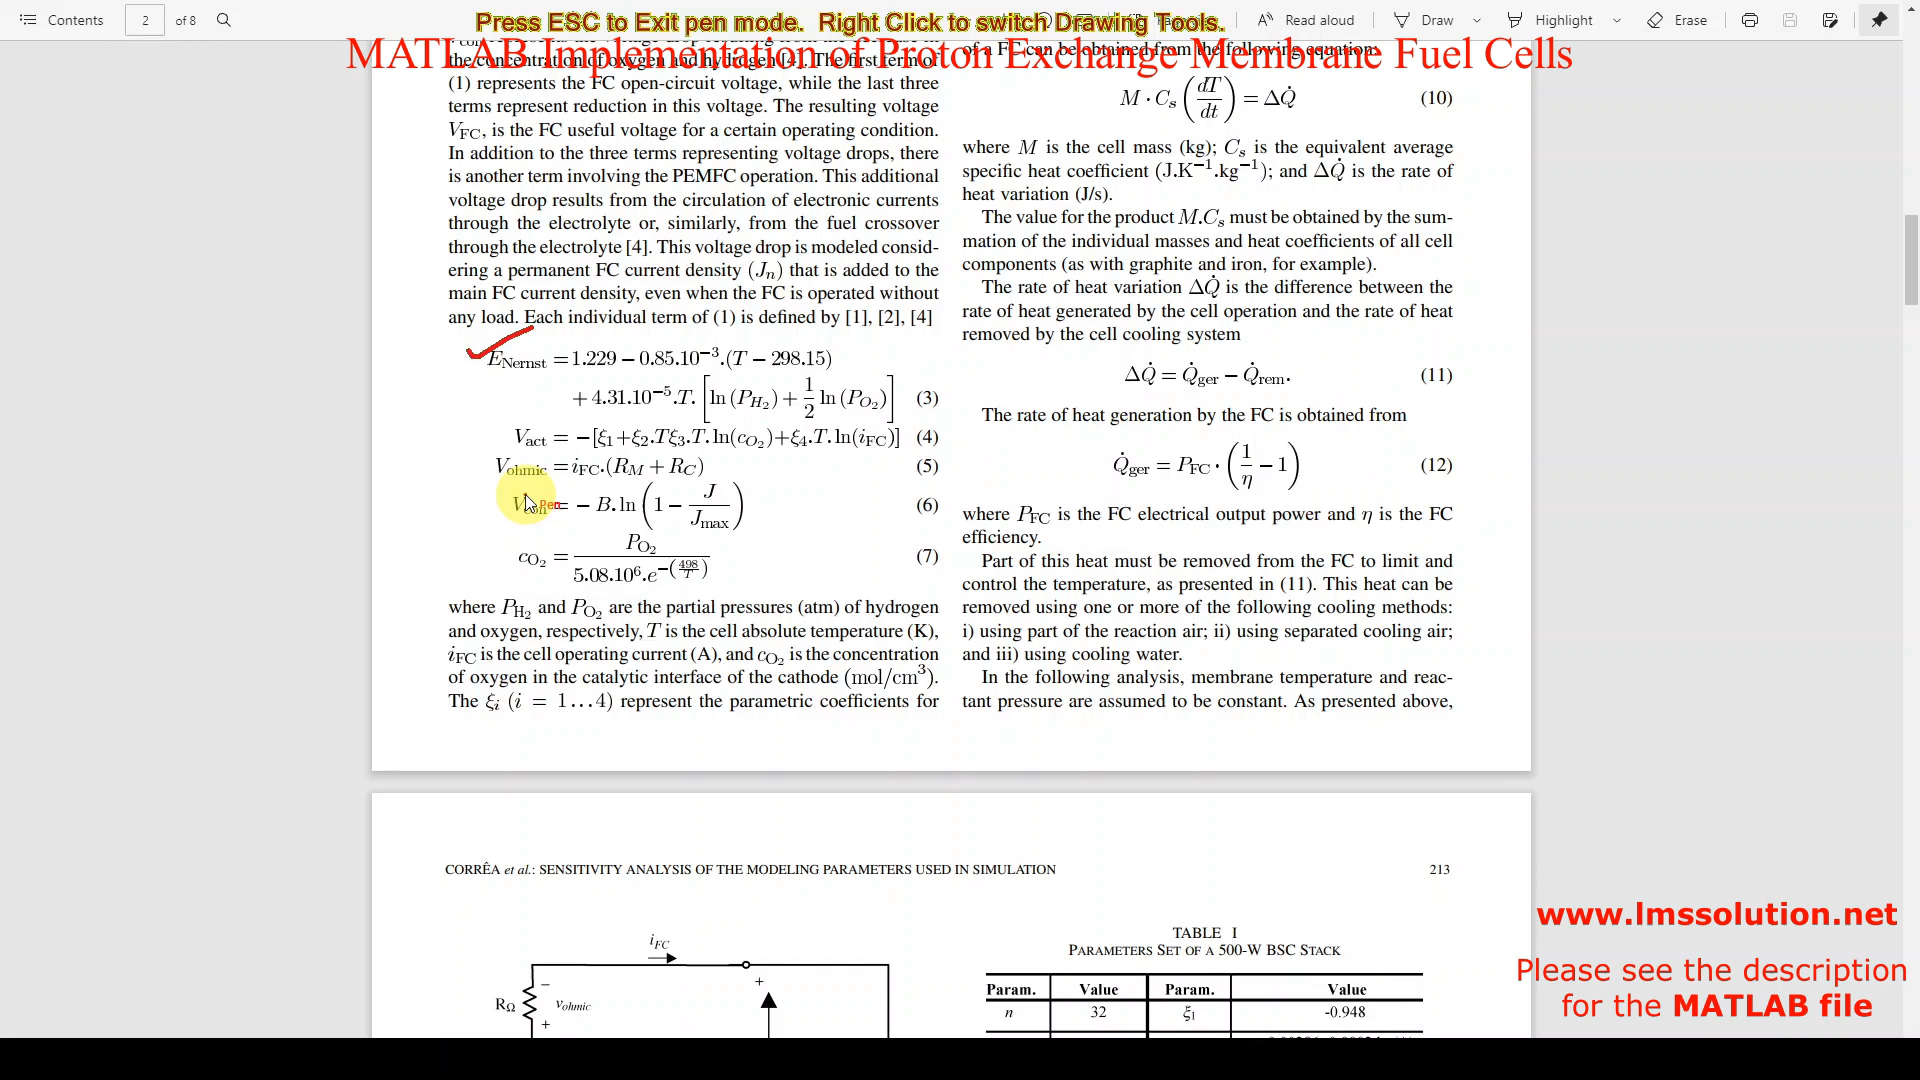 Contents
2
of 8
Press ESC to Exit pen mode. Right Click to switch Drawing Tools.
Read aloud
Draw
Highlight
Erase
MATLAB Implementation of Proton Exchange Membrane Fuel Cells
the concentration of oxygen and hydrogen [4]. The first term of
(1) represents the FC open-circuit voltage, while the last three
terms represent reduction in this voltage. The resulting voltage
V_FC, is the FC useful voltage for a certain operating condition.
In addition to the three terms representing voltage drops, there
is another term involving the PEMFC operation. This additional
voltage drop results from the circulation of electronic currents
through the electrolyte or, similarly, from the fuel crossover
through the electrolyte [4]. This voltage drop is modeled consid-
ering a permanent FC current density (J_n) that is added to the
main FC current density, even when the FC is operated without
any load. Each individual term of (1) is defined by [1], [2], [4]
E_Nernst = 1.229 − 0.85.10^−3.(T − 298.15)
+ 4.31.10^−5.T.[ln(P_H2) + 1/2 ln(P_O2)] (3)
V_act = −[ξ1+ξ2.Tξ3.T.ln(c_O2)+ξ4.T.ln(i_FC)] (4)
V_ohmic = i_FC.(R_M + R_C) (5)
Pen
= − B. ln(1 − J/J_max) (6)
c_O2 = P_O2/5.08.10^6.e^−(498/T) (7)
where P_H2 and P_O2 are the partial pressures (atm) of hydrogen
and oxygen, respectively, T is the cell absolute temperature (K),
i_FC is the cell operating current (A), and c_O2 is the concentration
of oxygen in the catalytic interface of the cathode (mol/cm^3).
The ξ_i (i = 1...4) represent the parametric coefficients for
of a FC can be obtained from the following equation:
M · C_s (dT/dt) = ΔQ̇ (10)
where M is the cell mass (kg); C_s is the equivalent average
specific heat coefficient (J.K^−1.kg^−1); and ΔQ̇ is the rate of
heat variation (J/s).
The value for the product M.C_s must be obtained by the sum-
mation of the individual masses and heat coefficients of all cell
components (as with graphite and iron, for example).
The rate of heat variation ΔQ̇ is the difference between the
rate of heat generated by the cell operation and the rate of heat
removed by the cell cooling system
ΔQ̇ = Q̇_ger − Q̇_rem. (11)
The rate of heat generation by the FC is obtained from
Q̇_ger = P_FC · (1/η − 1) (12)
where P_FC is the FC electrical output power and η is the FC
efficiency.
Part of this heat must be removed from the FC to limit and
control the temperature, as presented in (11). This heat can be
removed using one or more of the following cooling methods:
i) using part of the reaction air; ii) using separated cooling air;
and iii) using cooling water.
In the following analysis, membrane temperature and reac-
tant pressure are assumed to be constant. As presented above,
CORRÊA et al.: SENSITIVITY ANALYSIS OF THE MODELING PARAMETERS USED IN SIMULATION
213
i_FC
−
R_Ω
v_ohmic
+
+
TABLE I
PARAMETERS SET OF A 500-W BSC STACK
Param. Value Param. Value
n 32 ξ1 -0.948
www.lmssolution.net
Please see the description
for the MATLAB file